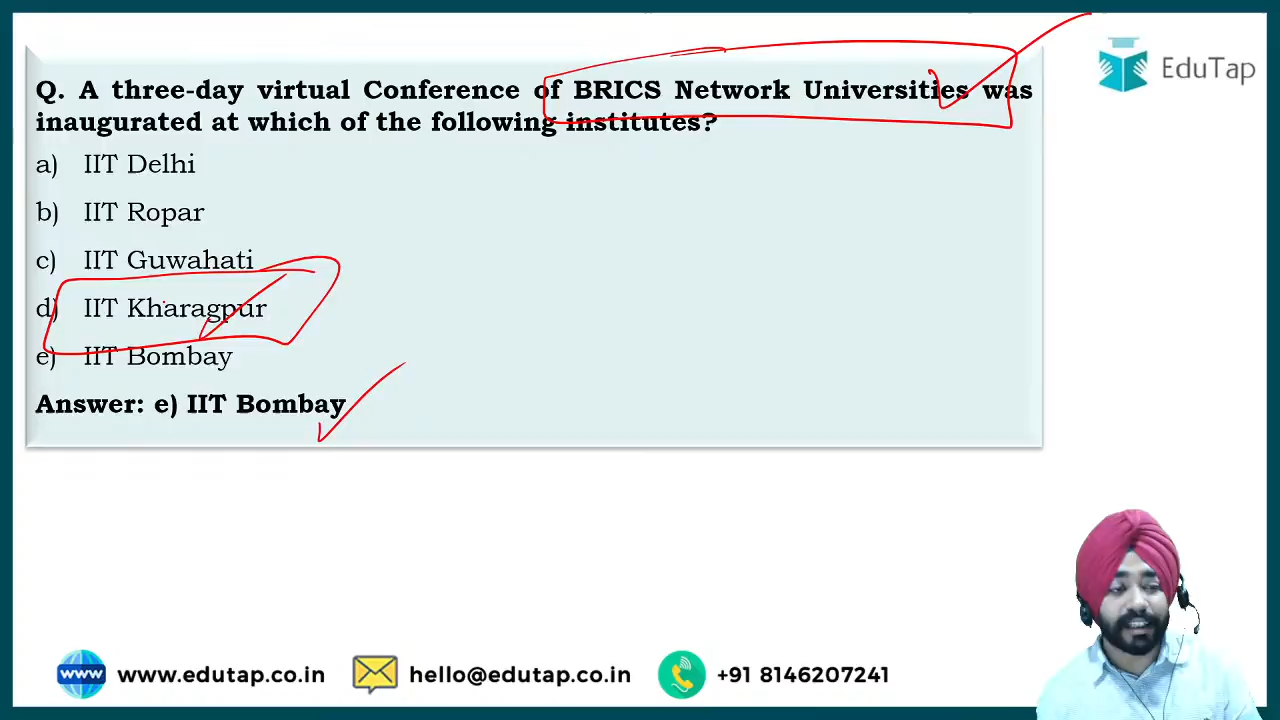 EduTap
Q. A three-day virtual Conference of BRICS Network Universities was
inaugurated at which of the following institutes?
a) IIT Delhi
b) IIT Ropar
c) IIT Guwahati
d) IIT Kharagpur
e) IIT Bombay
Answer: e) IIT Bombay
www www.edutap.co.in hello@edutap.co.in +91 8146207241